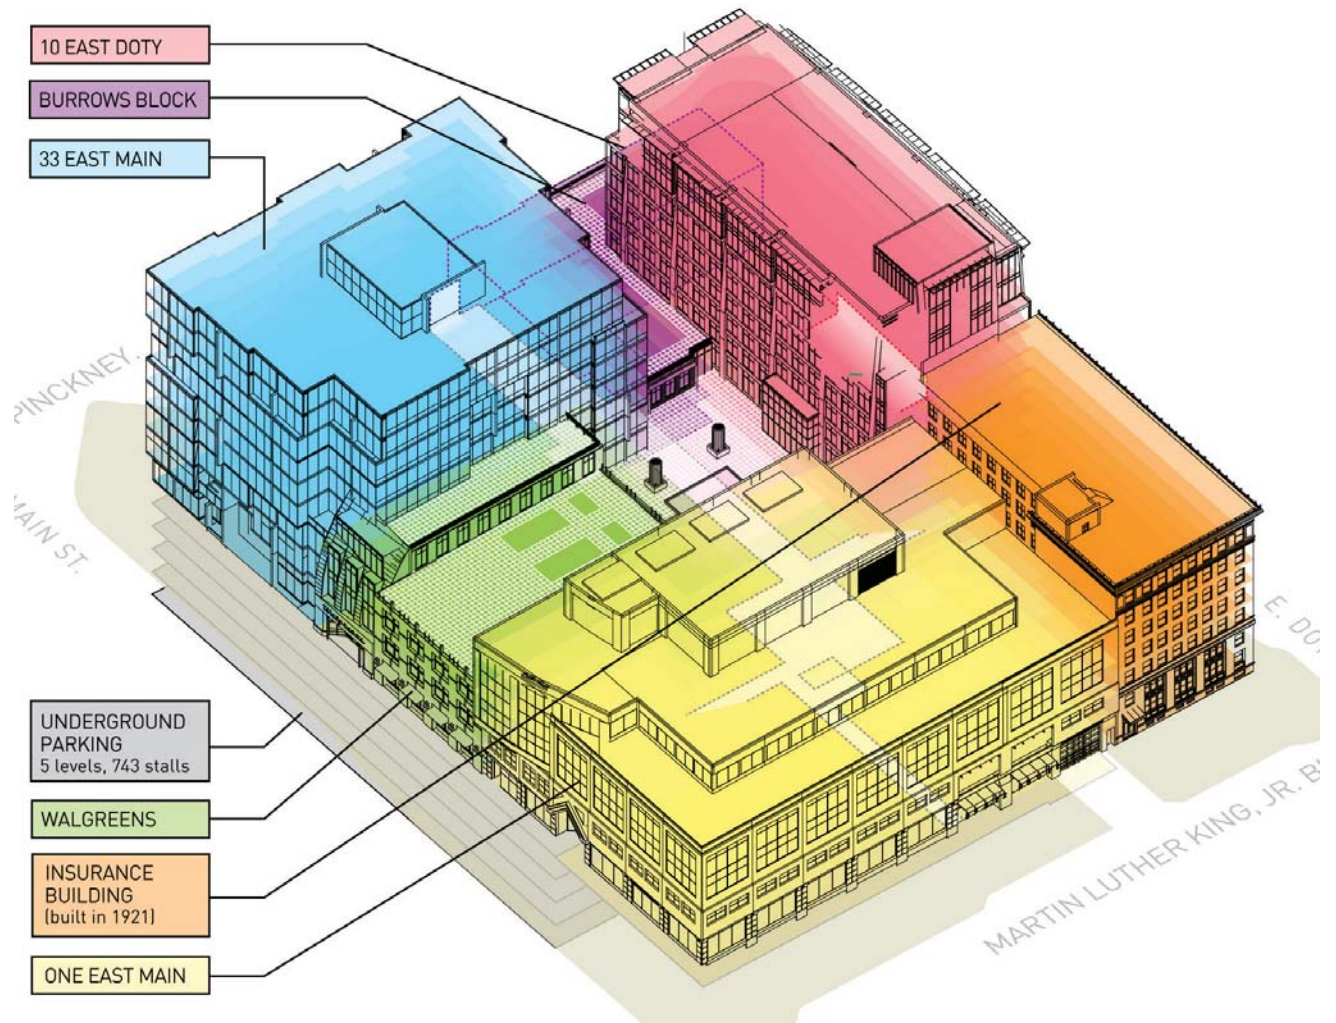 10 EAST DOTY
BURROWS BLOCK
33 EAST MAIN
PINCKNEY.
MAIN ST.
UNDERGROUND
PARKING
5 levels, 743 stalls
WALGREENS
INSURANCE
BUILDING
(built in 1921)
ONE EAST MAIN
E. DO
MARTIN LUTHER KING, JR. B